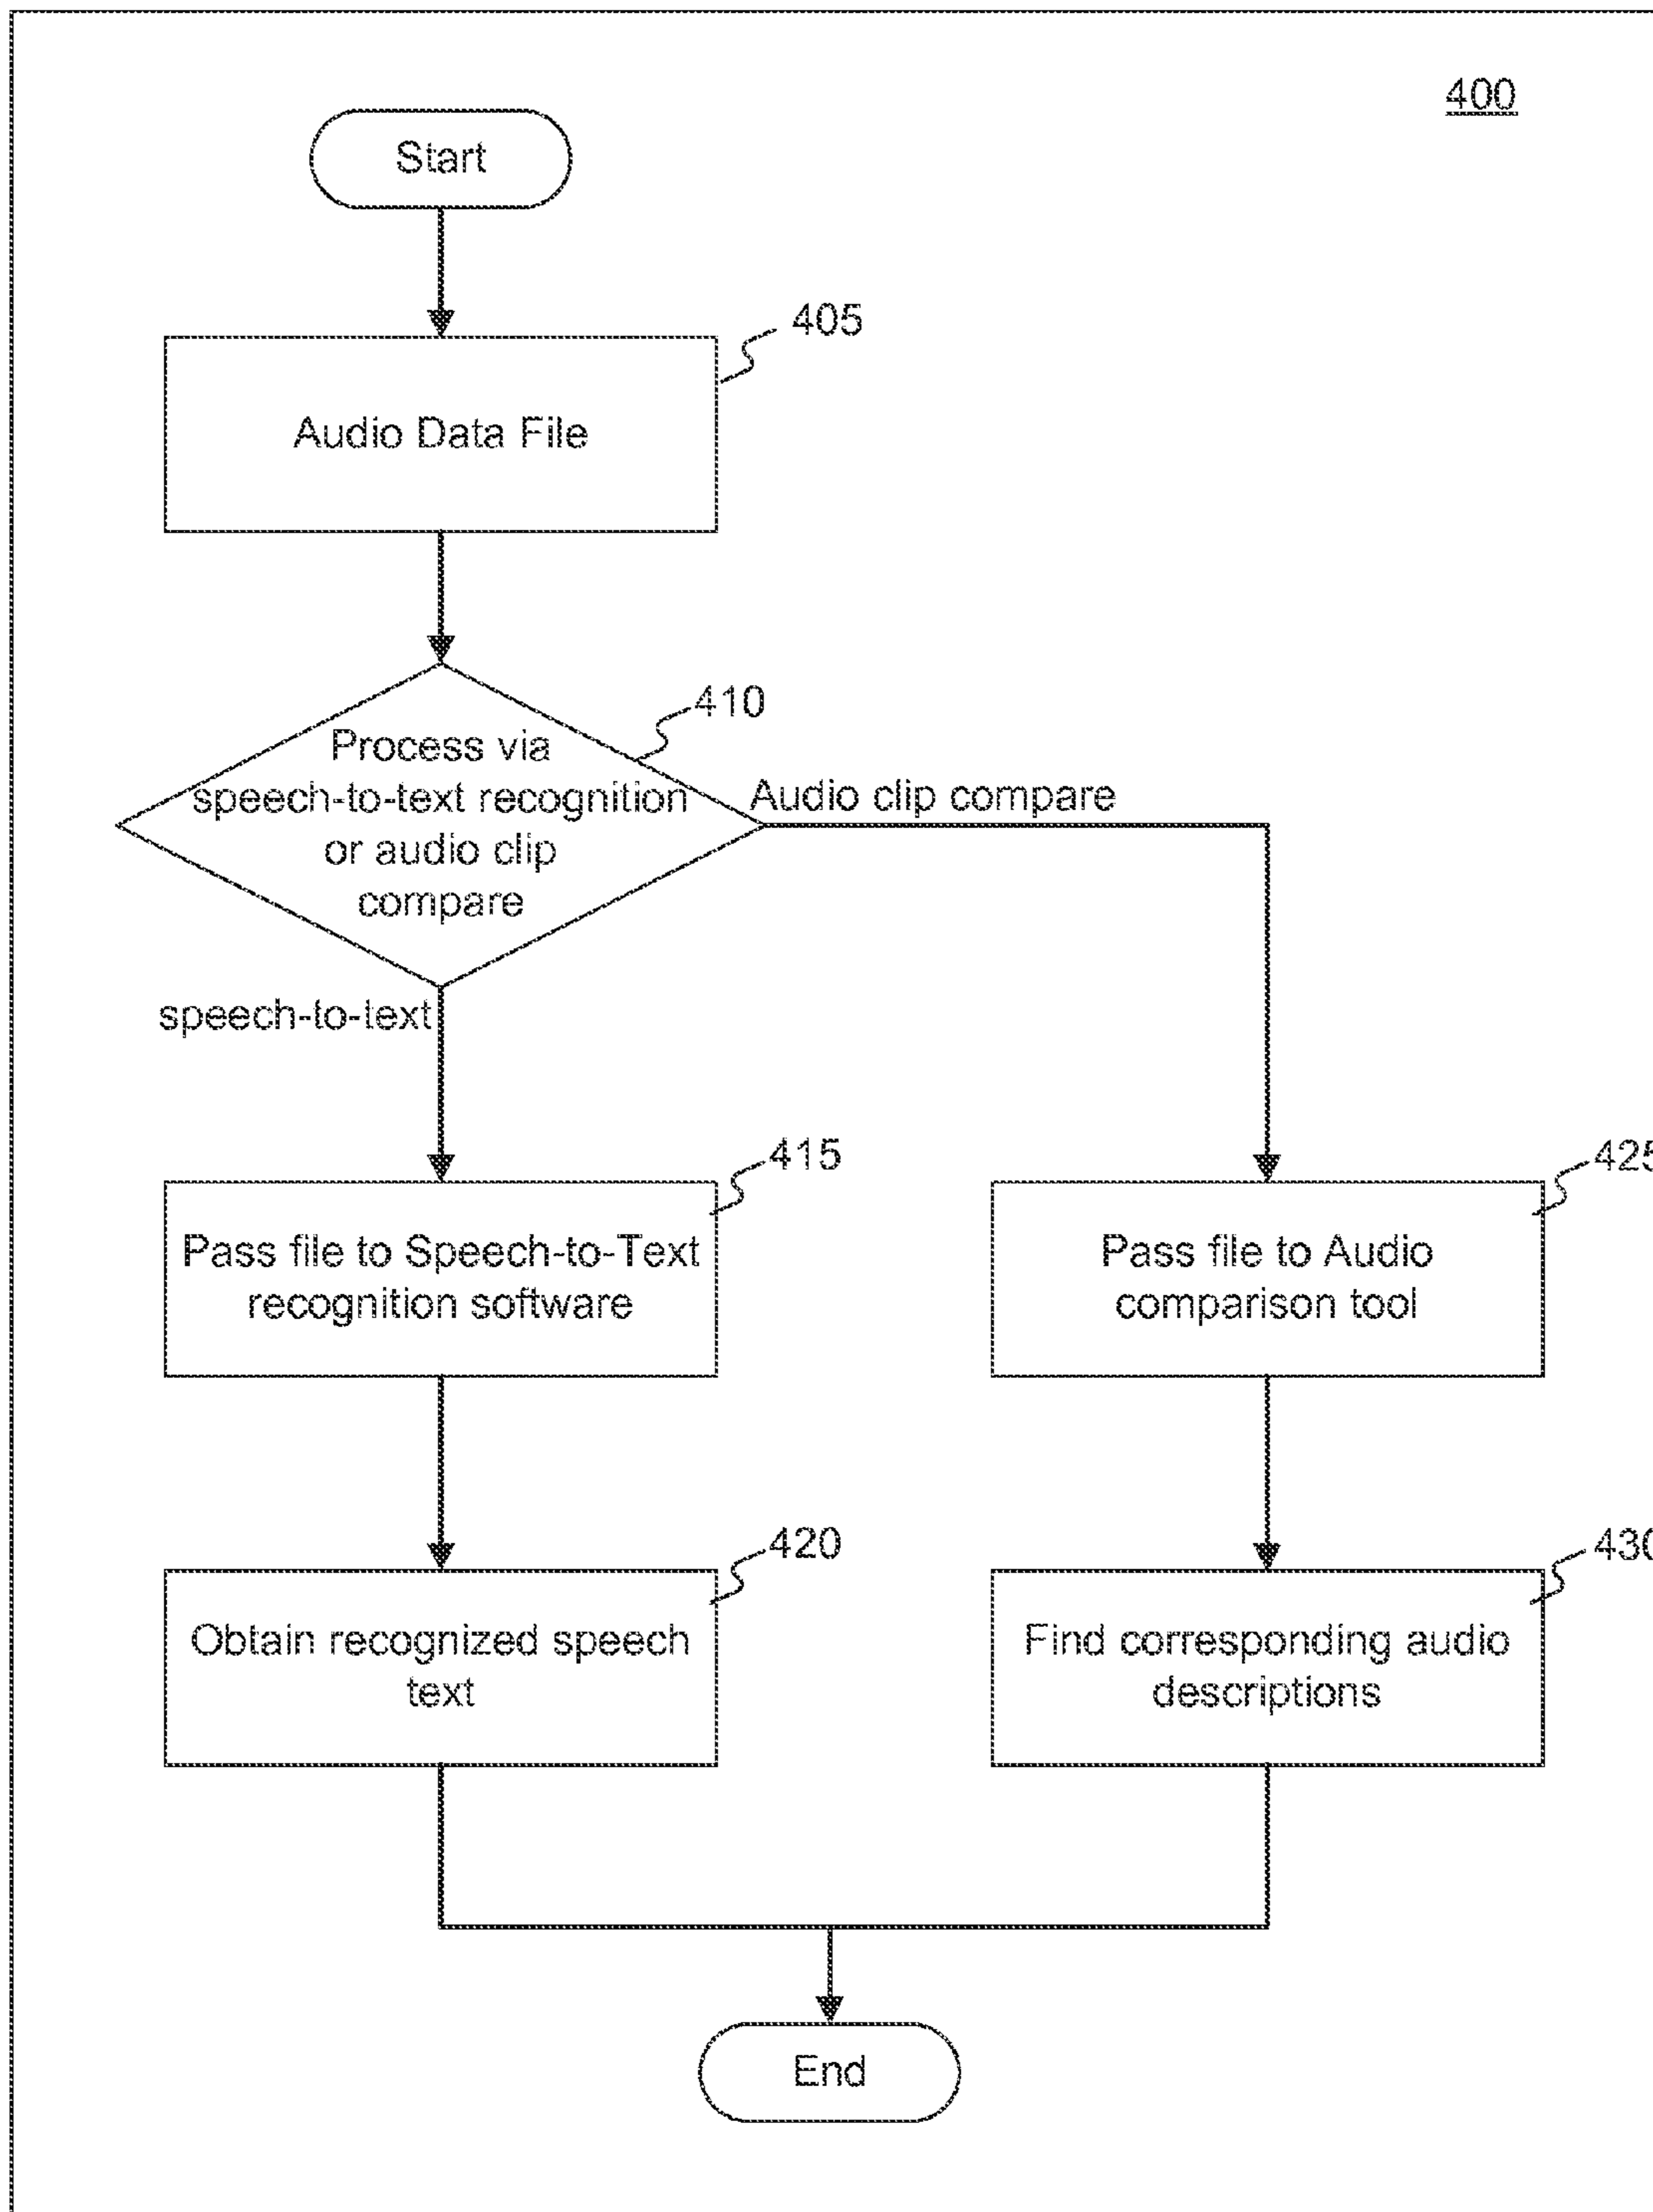 400
Start
405
Audio Data File
410
Process via
speech-to-text recognition
or audio clip
compare
Audio clip compare
speech-to-text
415
Pass file to Speech-to-Text
recognition software
425
Pass file to Audio
comparison tool
420
Obtain recognized speech
text
430
Find corresponding audio
descriptions
End